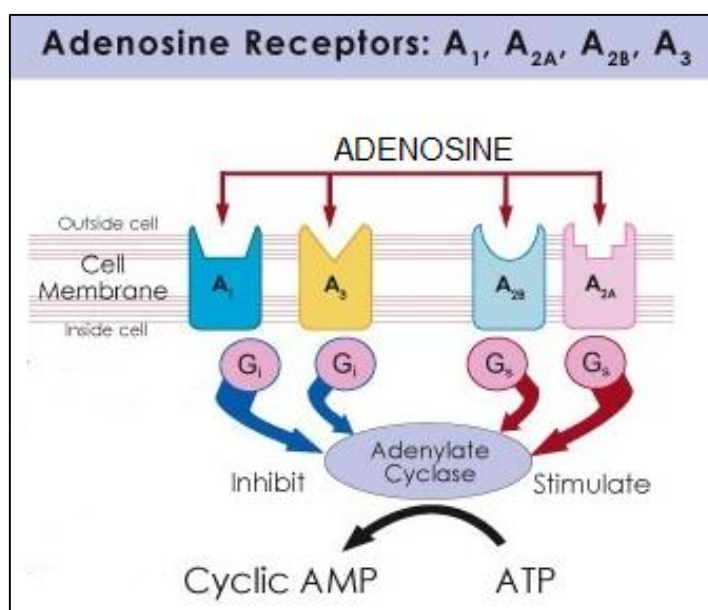 Adenosine Receptors: A1, A2A, A2B, A3
ADENOSINE
Outside cell
Cell
Membrane
Inside cell
A1
A3
A2B
A2A
Gi
Gi
Gs
Gs
Adenylate
Cyclase
Inhibit
Stimulate
Cyclic AMP
ATP